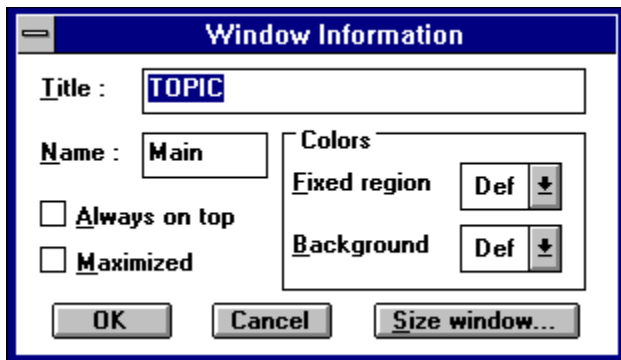 Window Information
Title : TOPIC
Name : Main
Colors
Fixed region Def
Always on top
Background Def
Maximized
OK Cancel Size window...